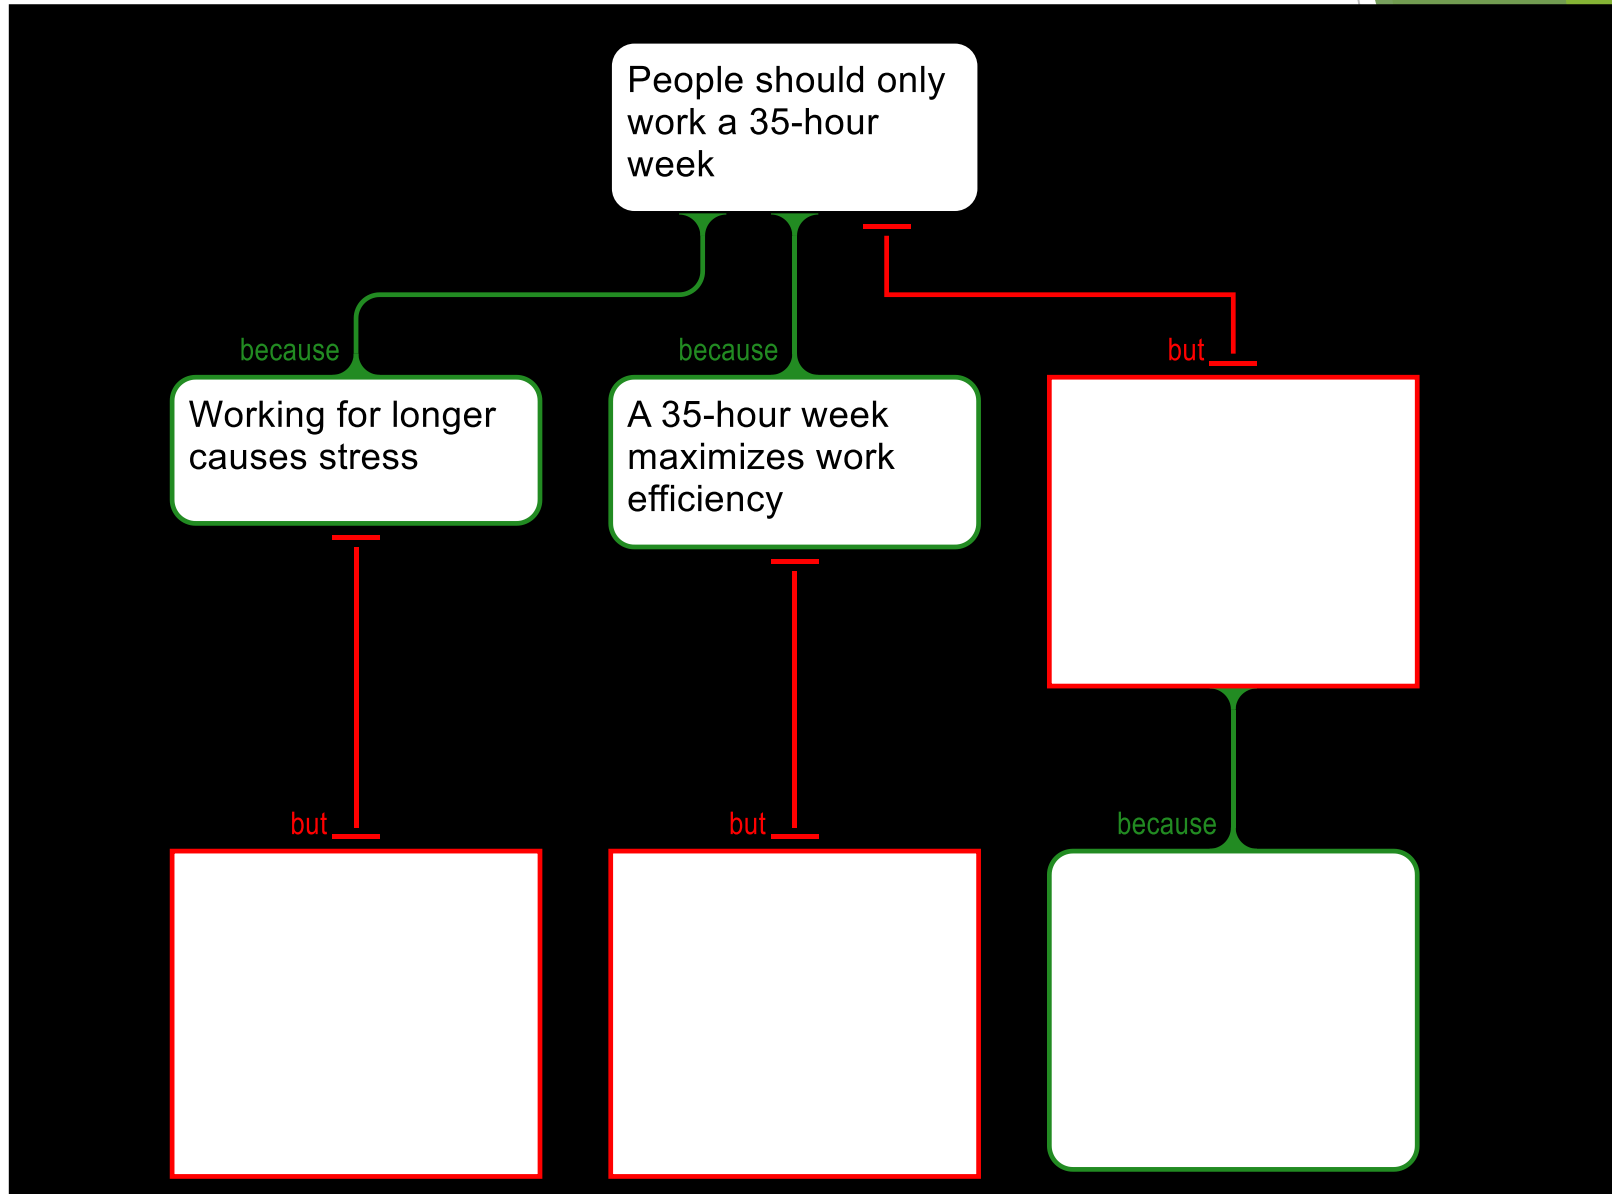 People should only
work a 35-hour
week
because
because
but
Working for longer
causes stress
A 35-hour week
maximizes work
efficiency
but
but
because